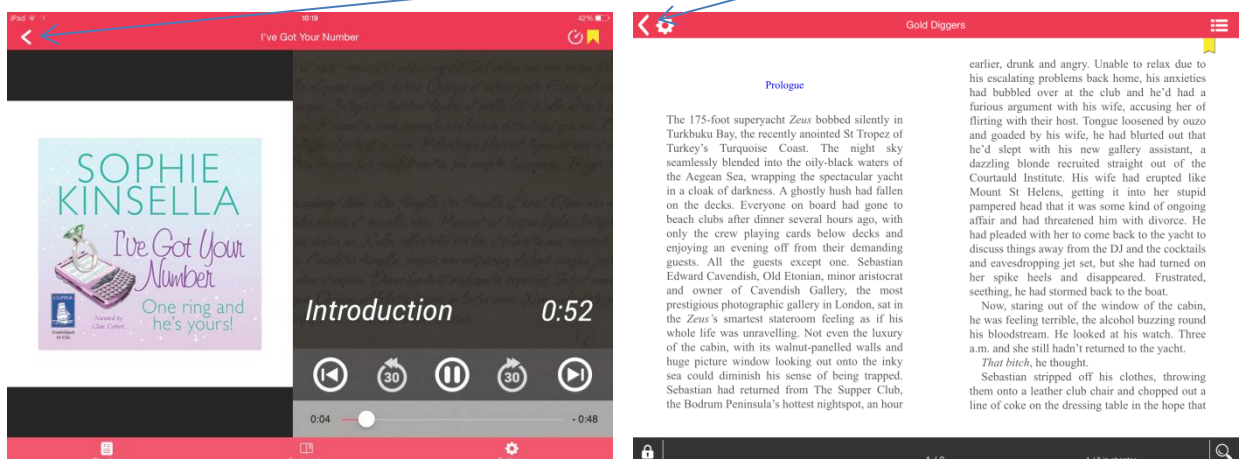 iPad
10:19
42%
I've Got Your Number
SOPHIE
KINSELLA
I've Got Your
Number
One ring and
he's yours!
Narrated by
Clare Corbett
CLIPPER
Unabridged
Introduction 0:52
30
30
0:04
- 0:48
Gold Diggers
Prologue
The 175-foot superyacht Zeus bobbed silently in
Turkbuku Bay, the recently anointed St Tropez of
Turkey's Turquoise Coast. The night sky
seamlessly blended into the oily-black waters of
the Aegean Sea, wrapping the spectacular yacht
in a cloak of darkness. A ghostly hush had fallen
on the decks. Everyone on board had gone to
beach clubs after dinner several hours ago, with
only the crew playing cards below decks and
enjoying an evening off from their demanding
guests. All the guests except one. Sebastian
Edward Cavendish, Old Etonian, minor aristocrat
and owner of Cavendish Gallery, the most
prestigious photographic gallery in London, sat in
the Zeus's smartest stateroom feeling as if his
whole life was unravelling. Not even the luxury
of the cabin, with its walnut-panelled walls and
huge picture window looking out onto the inky
sea could diminish his sense of being trapped.
Sebastian had returned from The Supper Club,
the Bodrum Peninsula's hottest nightspot, an hour
earlier, drunk and angry. Unable to relax due to
his escalating problems back home, his anxieties
had bubbled over at the club and he'd had a
furious argument with his wife, accusing her of
flirting with their host. Tongue loosened by ouzo
and goaded by his wife, he had blurted out that
he'd slept with his new gallery assistant, a
dazzling blonde recruited straight out of the
Courtauld Institute. His wife had erupted like
Mount St Helens, getting it into her stupid
pampered head that it was some kind of ongoing
affair and had threatened him with divorce. He
had pleaded with her to come back to the yacht to
discuss things away from the DJ and the cocktails
and eavesdropping jet set, but she had turned on
her spike heels and disappeared. Frustrated,
seething, he had stormed back to the boat.
Now, staring out of the window of the cabin,
he was feeling terrible, the alcohol buzzing round
his bloodstream. He looked at his watch. Three
a.m. and she still hadn't returned to the yacht.
That bitch, he thought.
Sebastian stripped off his clothes, throwing
them onto a leather club chair and chopped out a
line of coke on the dressing table in the hope that